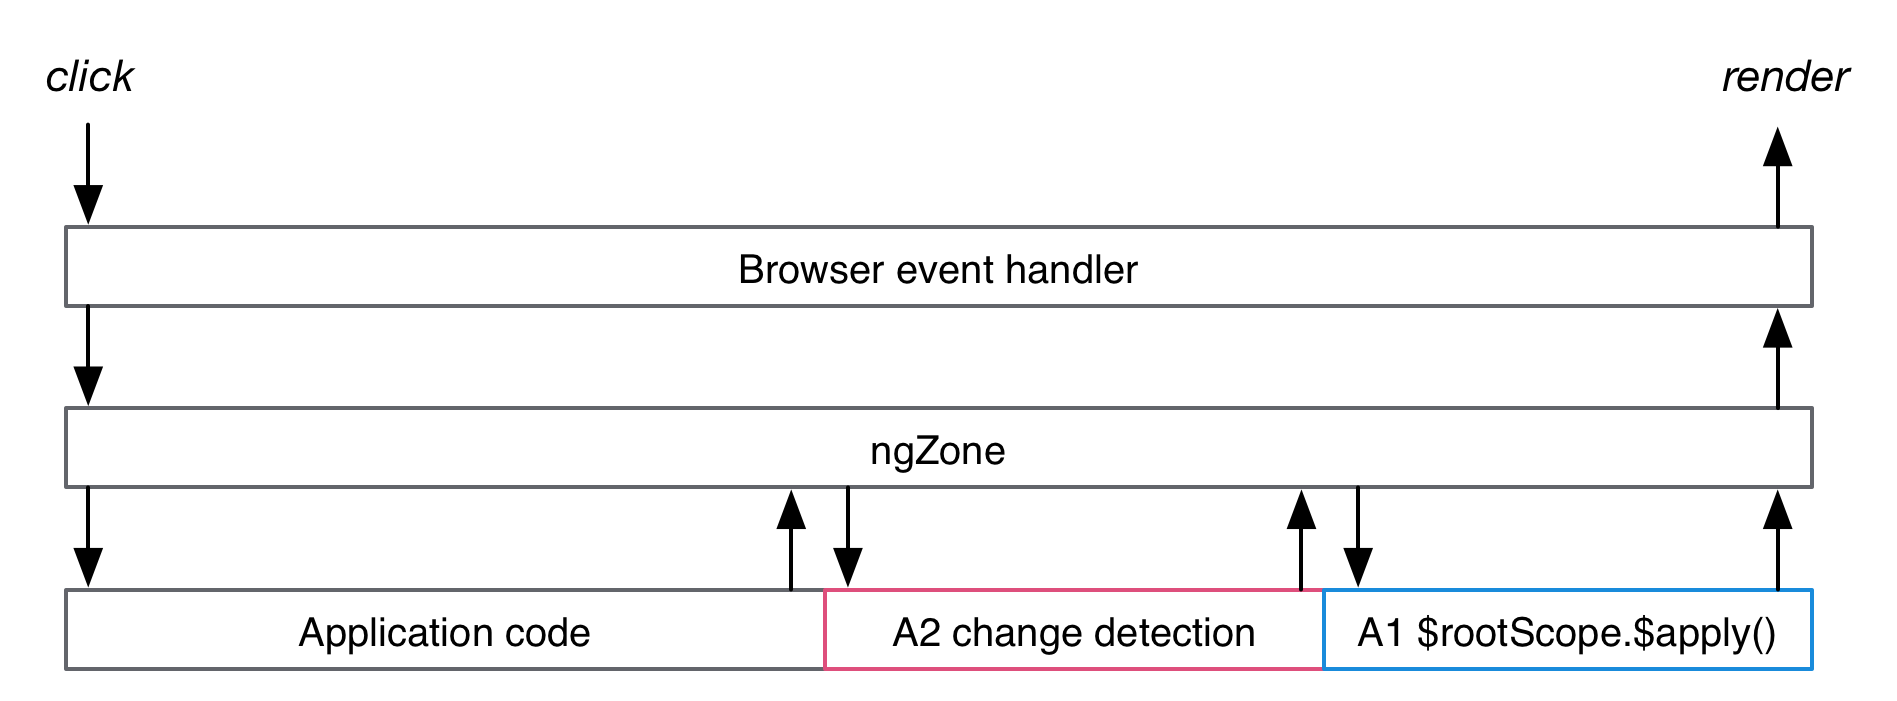 click
render
Browser event handler
ngZone
Application code
A2 change detection
A1 $rootScope.$apply()